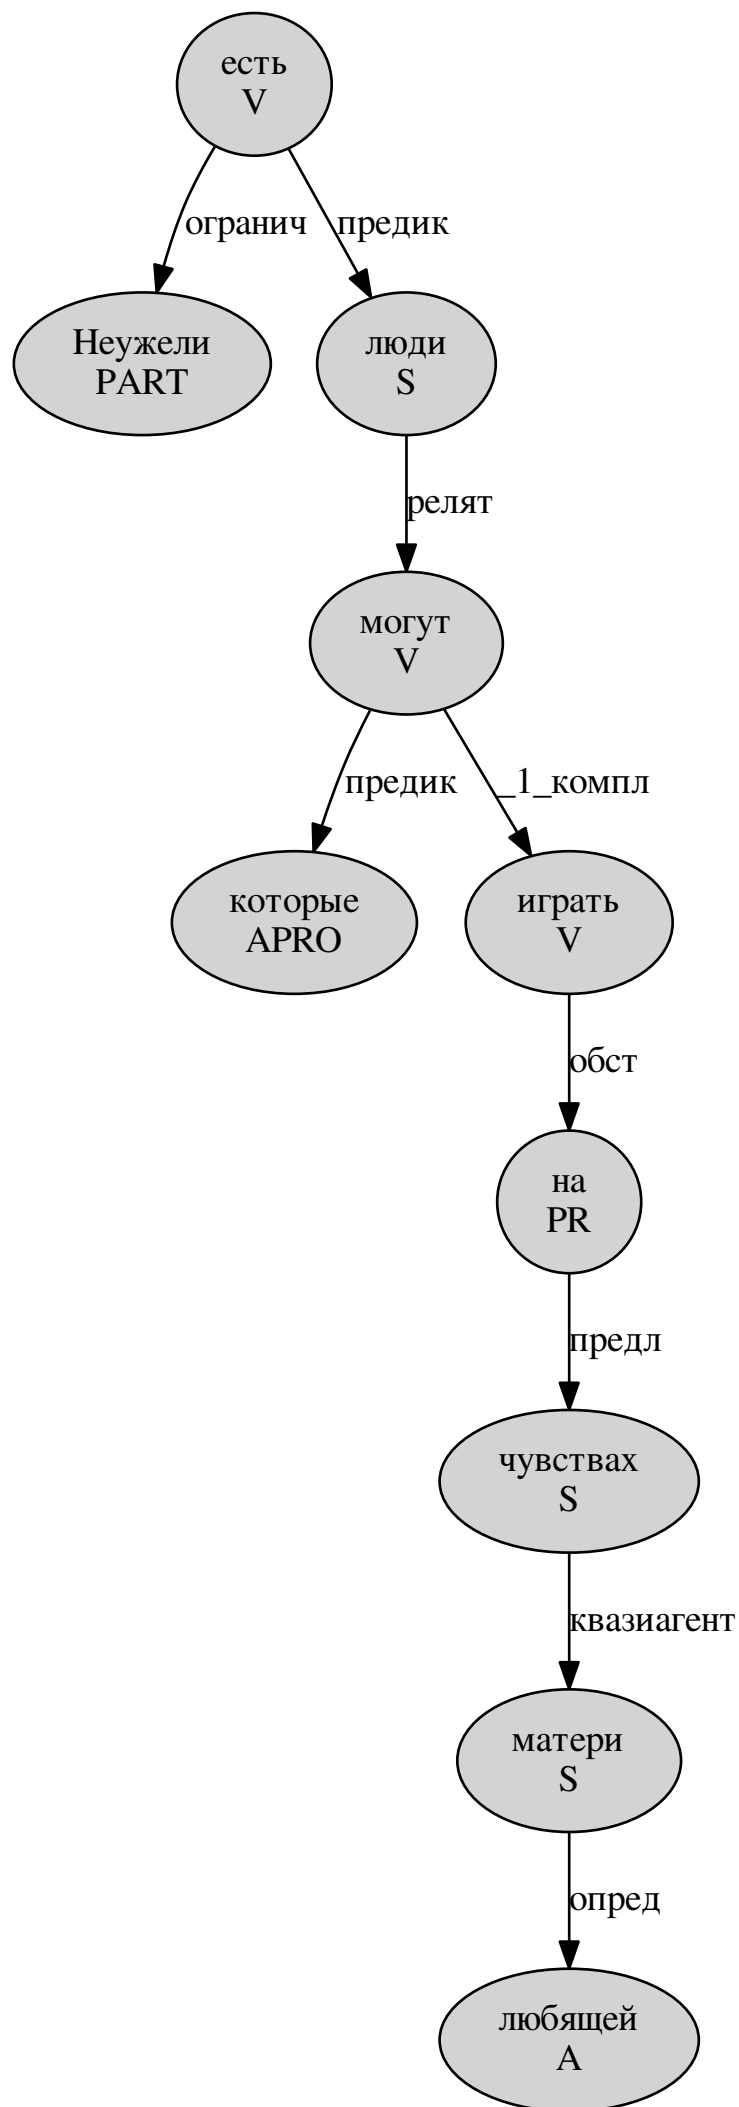 есть
V
огранич
предик
Неужели
PART
люди
S
релят
могут
V
предик
_1_компл
которые
APRO
играть
V
обст
на
PR
предл
чувствах
S
квазиагент
матери
S
опред
любящей
A